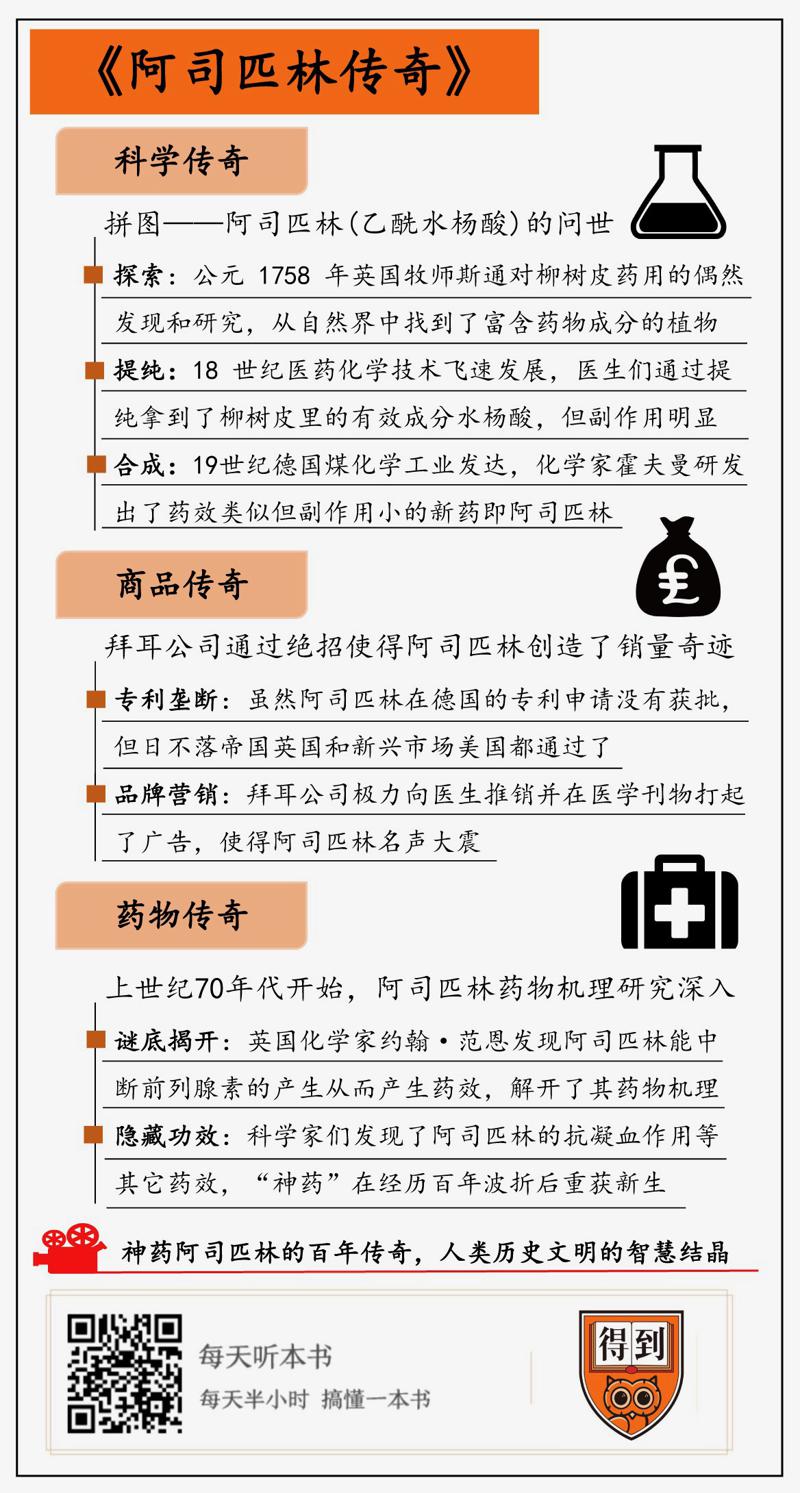 《阿司匹林传奇》
科学传奇
拼图——阿司匹林(乙酰水杨酸)的问世
探索：公元 1758 年英国牧师斯通对柳树皮药用的偶然
发现和研究，从自然界中找到了富含药物成分的植物
提纯：18 世纪医药化学技术飞速发展，医生们通过提
纯拿到了柳树皮里的有效成分水杨酸，但副作用明显
合成：19世纪德国煤化学工业发达，化学家霍夫曼研发
出了药效类似但副作用小的新药即阿司匹林
£
商品传奇
拜耳公司通过绝招使得阿司匹林创造了销量奇迹
专利垄断：虽然阿司匹林在德国的专利申请没有获批，
但日不落帝国英国和新兴市场美国都通过了
品牌营销：拜耳公司极力向医生推销并在医学刊物打起
了广告，使得阿司匹林名声大震
药物传奇
上世纪70年代开始，阿司匹林药物机理研究深入
谜底揭开：英国化学家约翰·范恩发现阿司匹林能中
断前列腺素的产生从而产生药效，解开了其药物机理
隐藏功效：科学家们发现了阿司匹林的抗凝血作用等
其它药效，“神药”在经历百年波折后重获新生
神药阿司匹林的百年传奇，人类历史文明的智慧结晶
每天听本书
每天半小时 搞懂一本书
得到